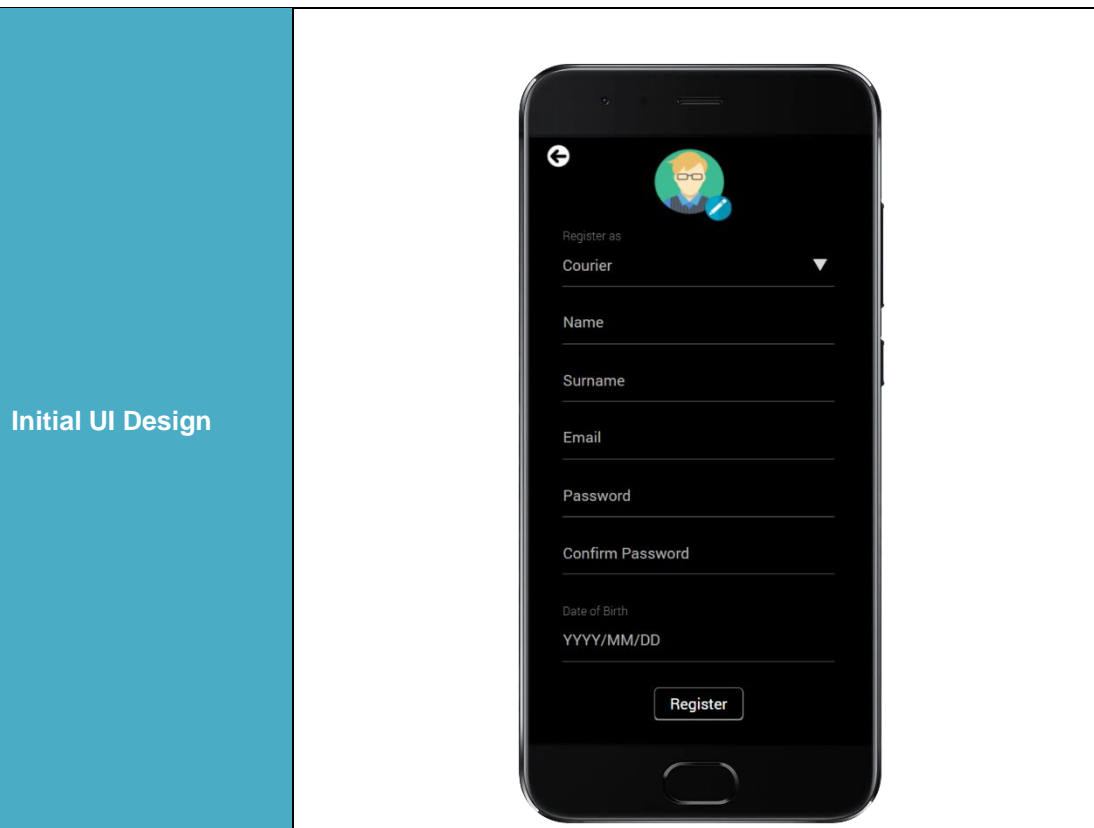 Initial UI Design
Register as
Courier
Name
Surname
Email
Password
Confirm Password
Date of Birth
YYYY/MM/DD
Register